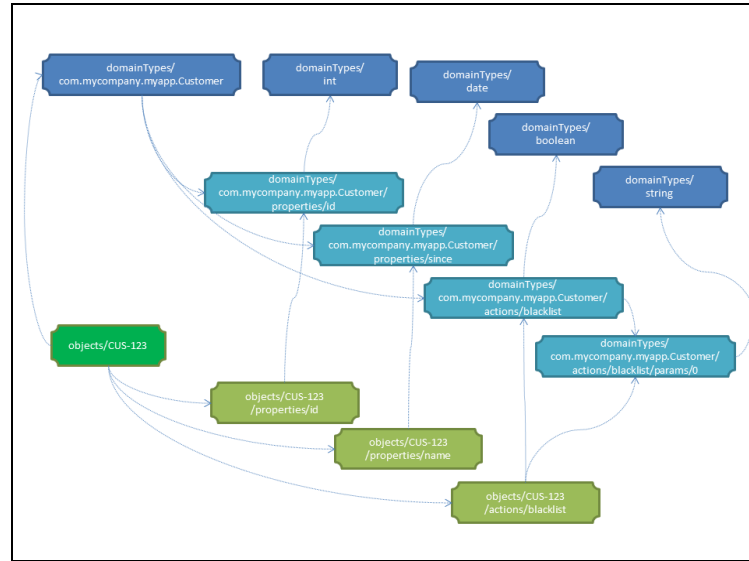 domainTypes/
com.mycompany.myapp.Customer
domainTypes/
int
domainTypes/
date
domainTypes/
boolean
domainTypes/
string
domainTypes/
com.mycompany.myapp.Customer/
properties/id
domainTypes/
com.mycompany.myapp.Customer/
properties/since
domainTypes/
com.mycompany.myapp.Customer/
actions/blacklist
domainTypes/
com.mycompany.myapp.Customer/
actions/blacklist/params/0
objects/CUS-123
objects/CUS-123
/properties/id
objects/CUS-123
/properties/name
objects/CUS-123
/actions/blacklist